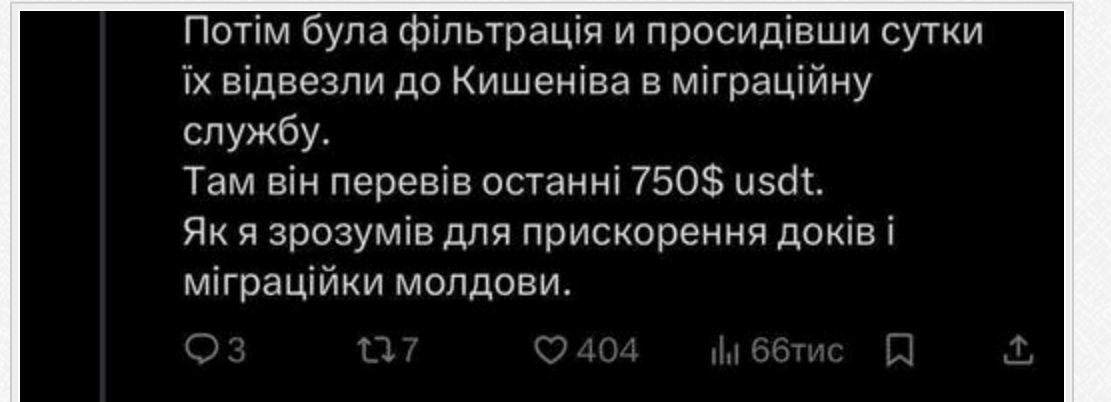 Потім була фільтрація и просидівши сутки
їх відвезли до Кишеніва в міграційну
службу.
Там він перевів останні 750$ usdt.
Як я зрозумів для прискорення доків і
міграційки молдови.
3 7 404 66тис